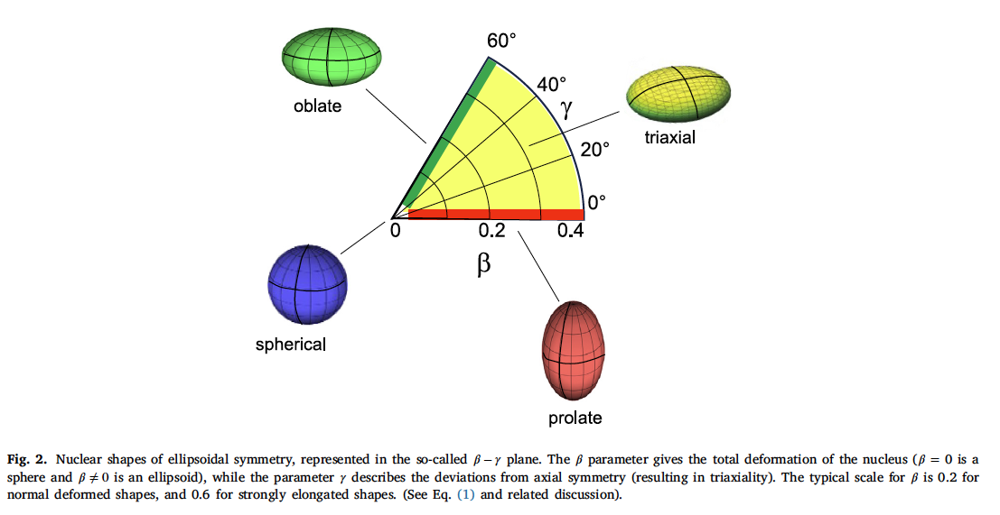 60°
oblate
40°
γ
triaxial
20°
0°
0
0.2
0.4
β
spherical
prolate
Fig. 2. Nuclear shapes of ellipsoidal symmetry, represented in the so-called β − γ plane. The β parameter gives the total deformation of the nucleus (β = 0 is a
sphere and β ≠ 0 is an ellipsoid), while the parameter γ describes the deviations from axial symmetry (resulting in triaxiality). The typical scale for β is 0.2 for
normal deformed shapes, and 0.6 for strongly elongated shapes. (See Eq. (1) and related discussion).